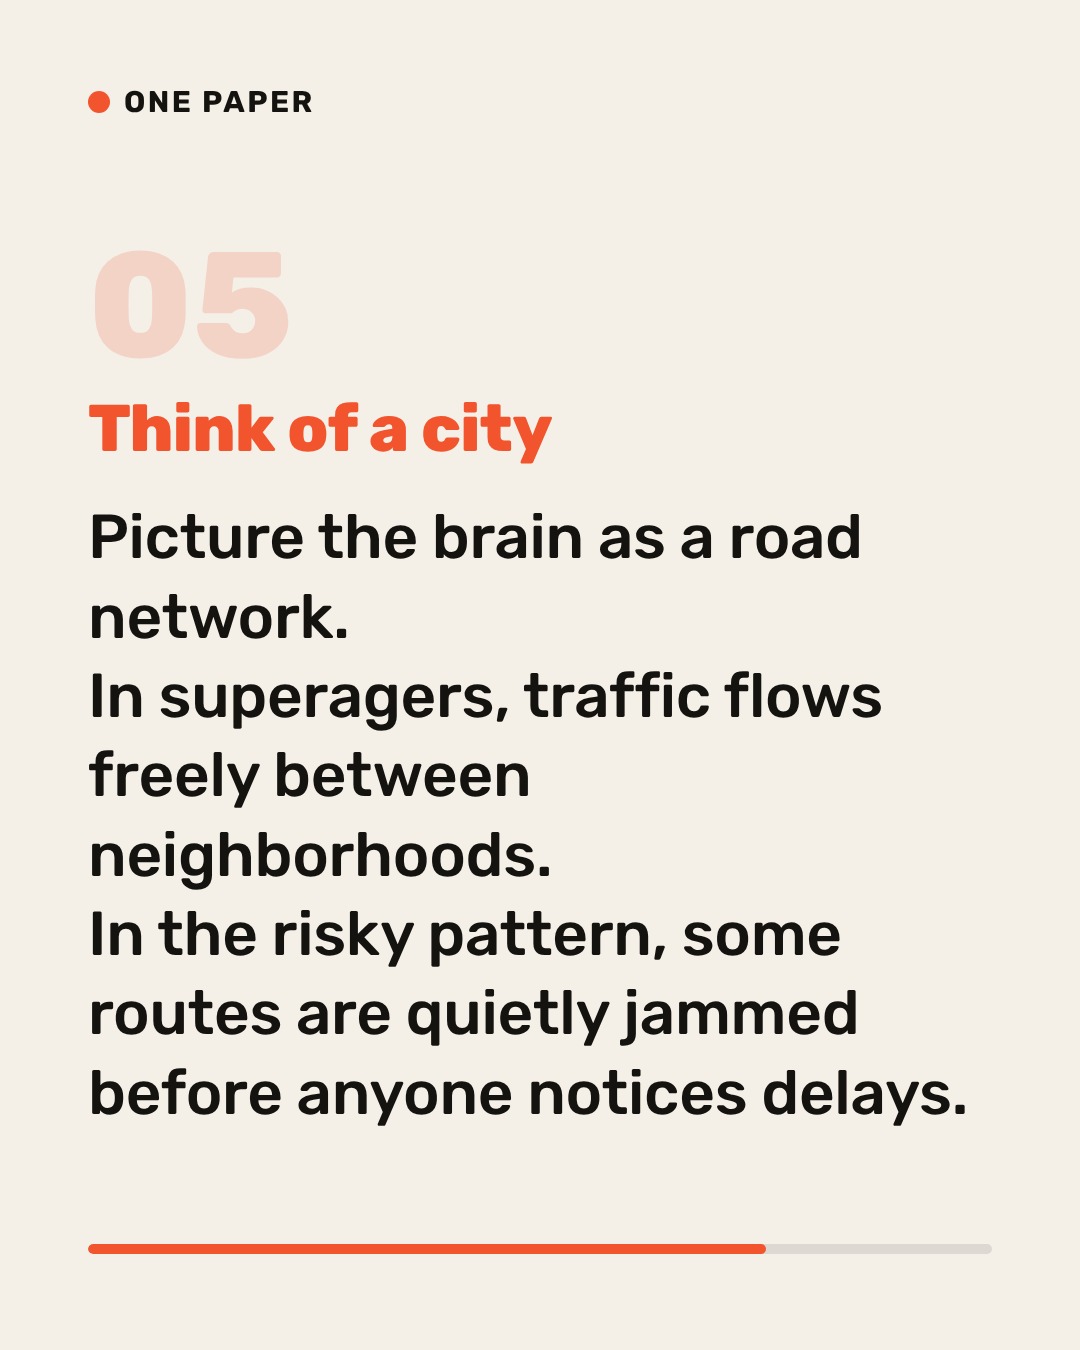 ONE PAPER
05
Think of a city
Picture the brain as a road
network.
In superagers, traffic flows
freely between
neighborhoods.
In the risky pattern, some
routes are quietly jammed
before anyone notices delays.